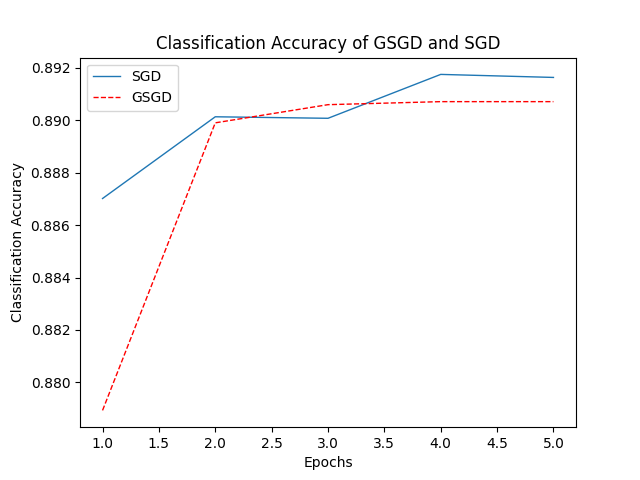 Classification Accuracy of GSGD and SGD
0.892
0.890
0.888
0.886
0.884
0.882
0.880
Classification Accuracy
SGD
GSGD
1.0 1.5 2.0 2.5 3.0 3.5 4.0 4.5 5.0
Epochs